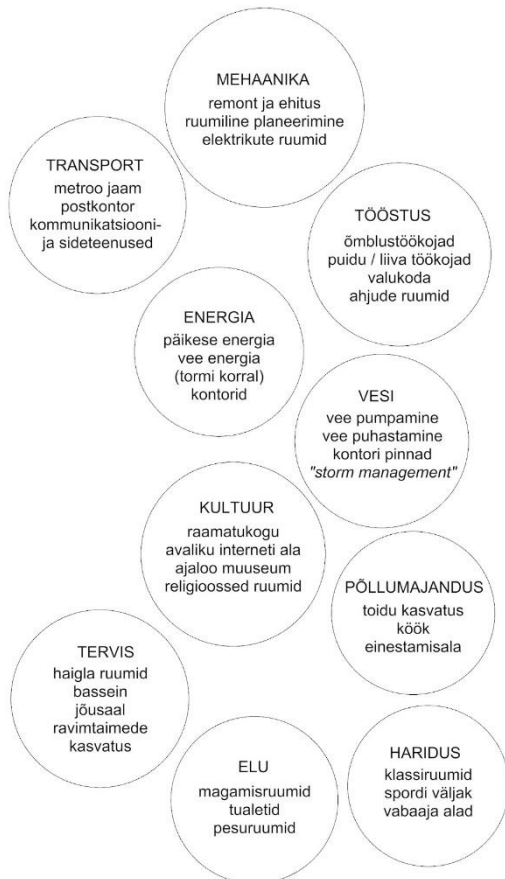 MEHAANIKA
remont ja ehitus
ruumiline planeerimine
elektrikute ruumid
TRANSPORT
metroo jaam
postkontor
kommunikatsiooni-
ja sideteenused
TÖÖSTUS
õmblustöökojad
puidu / liiva töökojad
valukoda
ahjude ruumid
ENERGIA
päikese energia
vee energia
(tormi korral)
kontorid
VESI
vee pumpamine
vee puhastamine
kontori pinnad
"storm management"
KULTUUR
raamatukogu
avaliku interneti ala
ajaloo muuseum
religioossed ruumid
PÕLLUMAJANDUS
toidu kasvatus
köök
einestamisala
TERVIS
haigla ruumid
bassein
jõusaal
ravimtaimede
kasvatus
ELU
magamisruumid
tualetid
pesuruumid
HARIDUS
klassiruumid
spordi väljak
vabaaja alad